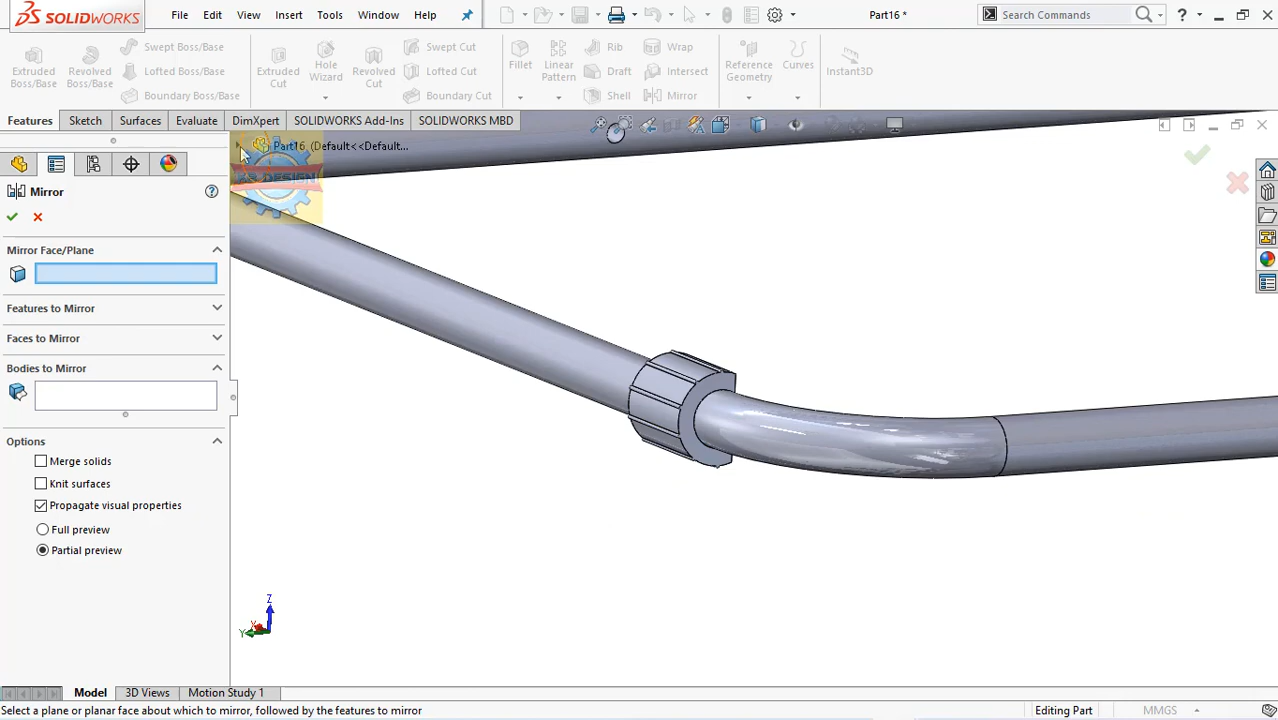 SOLIDWORKS File Edit View Insert Tools Window Help Part16 * Search Commands ?
Extruded Boss/Base Revolved Boss/Base Swept Boss/Base Lofted Boss/Base Boundary Boss/Base Extruded Cut Hole Wizard Revolved Cut Swept Cut Lofted Cut Boundary Cut Fillet Linear Pattern Rib Draft Shell Wrap Intersect Mirror Reference Geometry Curves Instant3D
Features Sketch Surfaces Evaluate DimXpert SOLIDWORKS Add-Ins SOLIDWORKS MBD
Part16 (Default<<Default...
Mirror ?
Mirror Face/Plane
Features to Mirror
Faces to Mirror
Bodies to Mirror
Options
Merge solids
Knit surfaces
Propagate visual properties
Full preview
Partial preview
Z
X
Y
Model 3D Views Motion Study 1
Select a plane or planar face about which to mirror, followed by the features to mirror Editing Part MMGS